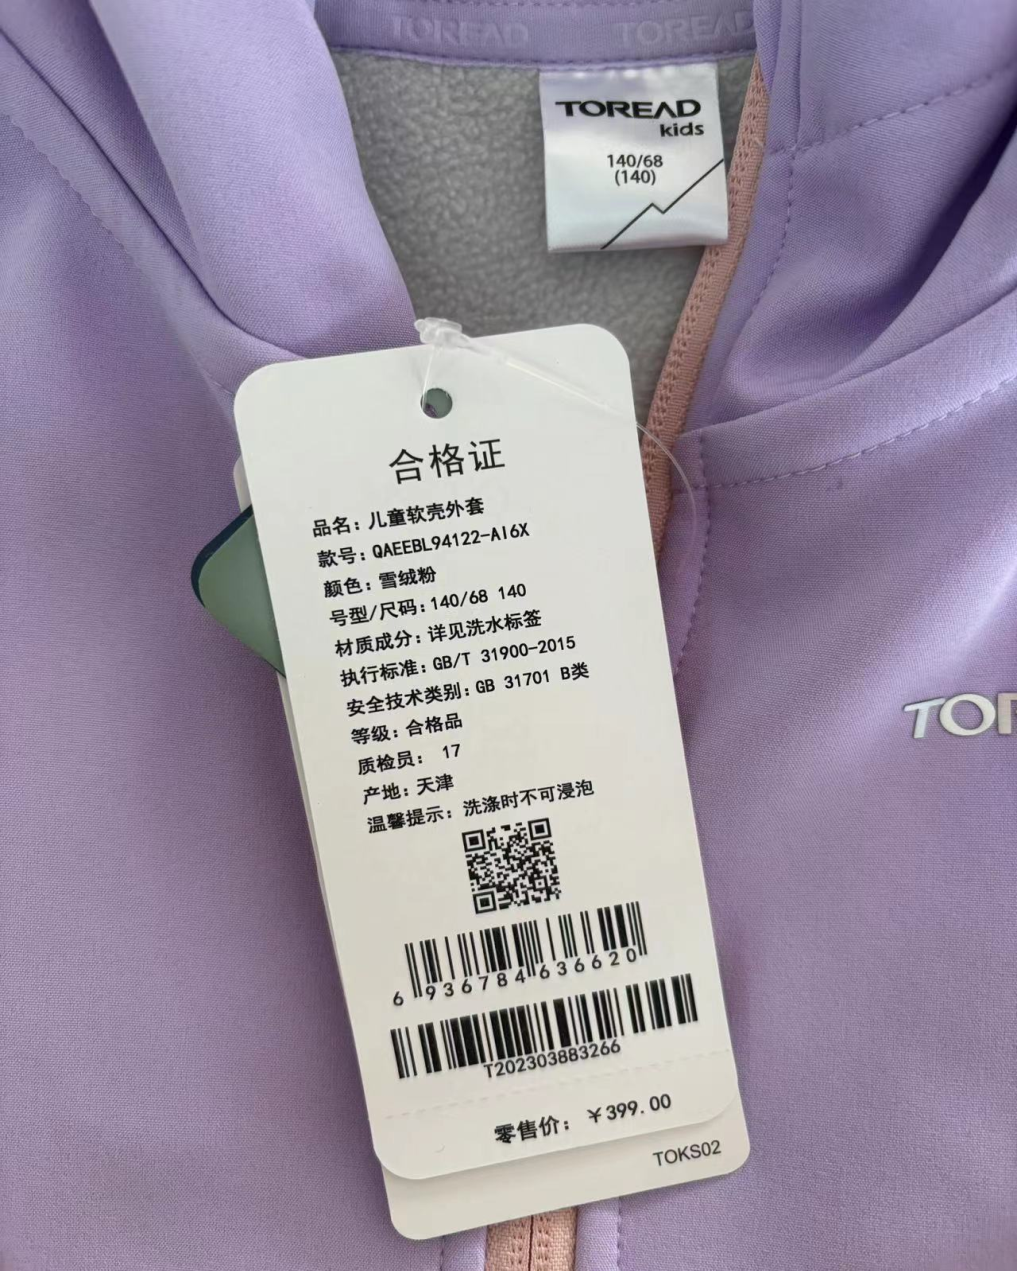 TOREAD TOREAD
TOREAD
kids
140/68
(140)
合格证
品名：儿童软壳外套
款号：QAEEBL94122-AI6X
颜色：雪绒粉
号型/尺码：140/68 140
材质成分：详见洗水标签
执行标准：GB/T 31900-2015
安全技术类别：GB 31701 B类
等级：合格品
质检员： 17
产地：天津
温馨提示：洗涤时不可浸泡
6 936784 636620
T202303883266
零售价：￥399.00
TOKS02
TOR